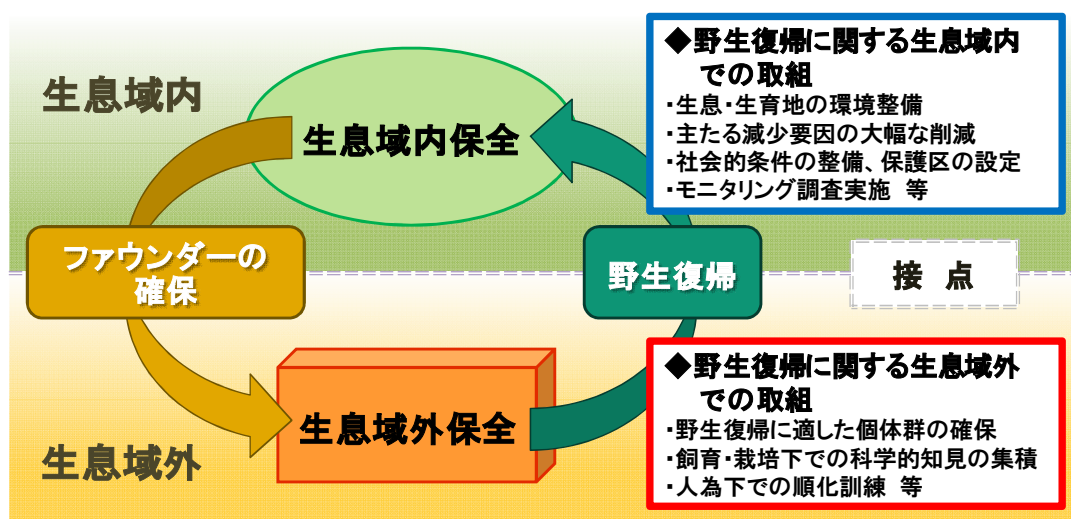 生息域内
生息域内保全
◆野生復帰に関する生息域内
での取組
・生息・生育地の環境整備
・主たる減少要因の大幅な削減
・社会的条件の整備、保護区の設定
・モニタリング調査実施 等
ファウンダーの
確保
野生復帰
接 点
生息域外保全
生息域外
◆野生復帰に関する生息域外
での取組
・野生復帰に適した個体群の確保
・飼育・栽培下での科学的知見の集積
・人為下での順化訓練 等